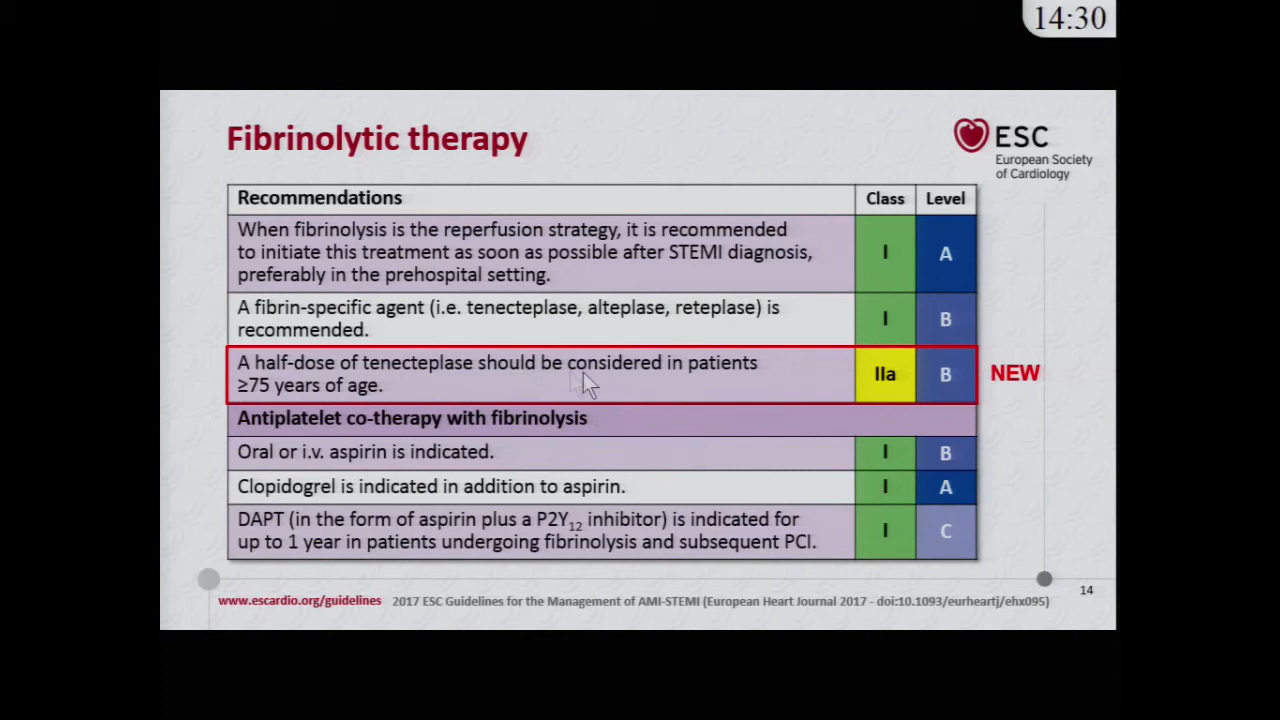 14:30
Fibrinolytic therapy
ESC
European Society
of Cardiology
Recommendations Class Level
When fibrinolysis is the reperfusion strategy, it is recommended
to initiate this treatment as soon as possible after STEMI diagnosis,
preferably in the prehospital setting.
I A
A fibrin-specific agent (i.e. tenecteplase, alteplase, reteplase) is
recommended.
I B
A half-dose of tenecteplase should be considered in patients
≥75 years of age.
IIa B NEW
Antiplatelet co-therapy with fibrinolysis
Oral or i.v. aspirin is indicated. I B
Clopidogrel is indicated in addition to aspirin. I A
DAPT (in the form of aspirin plus a P2Y12 inhibitor) is indicated for
up to 1 year in patients undergoing fibrinolysis and subsequent PCI.
I C
14
www.escardio.org/guidelines 2017 ESC Guidelines for the Management of AMI-STEMI (European Heart Journal 2017 - doi:10.1093/eurheartj/ehx095)